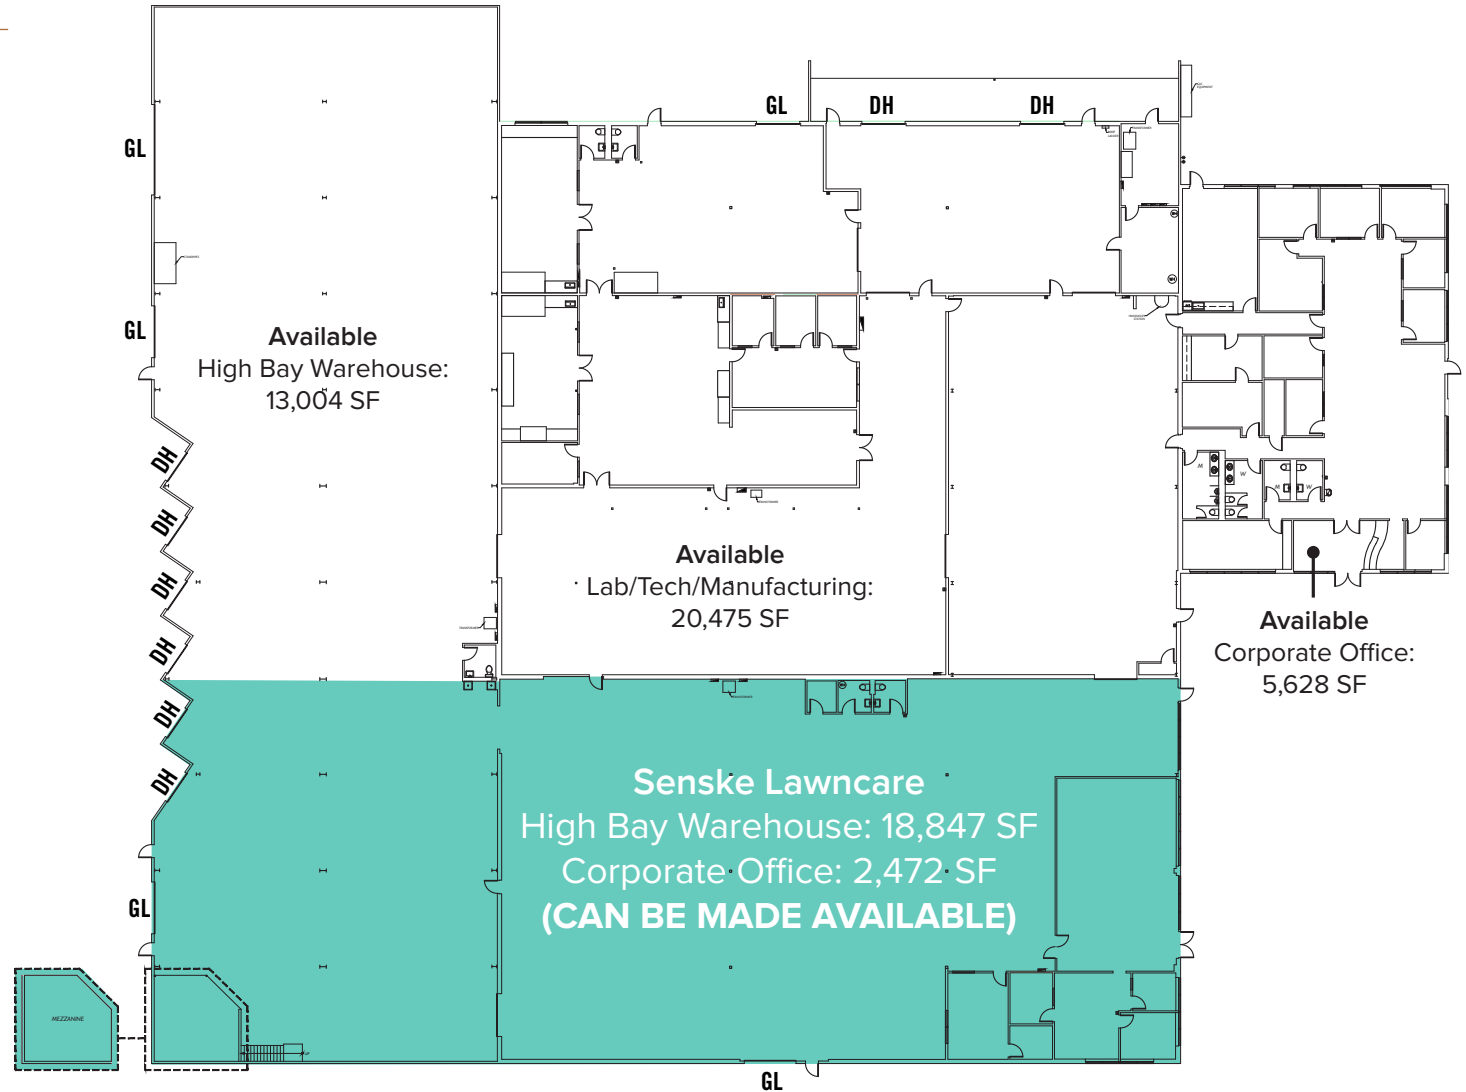 GL
DH
DH
GL
GL
Available
High Bay Warehouse:
13,004 SF
DH
DH
DH
DH
M
W
M
W
Available
Lab/Tech/Manufacturing:
20,475 SF
Available
Corporate Office:
5,628 SF
DH
DH
Senske Lawncare
High Bay Warehouse: 18,847 SF
Corporate Office: 2,472 SF
(CAN BE MADE AVAILABLE)
GL
MEZZANINE
GL